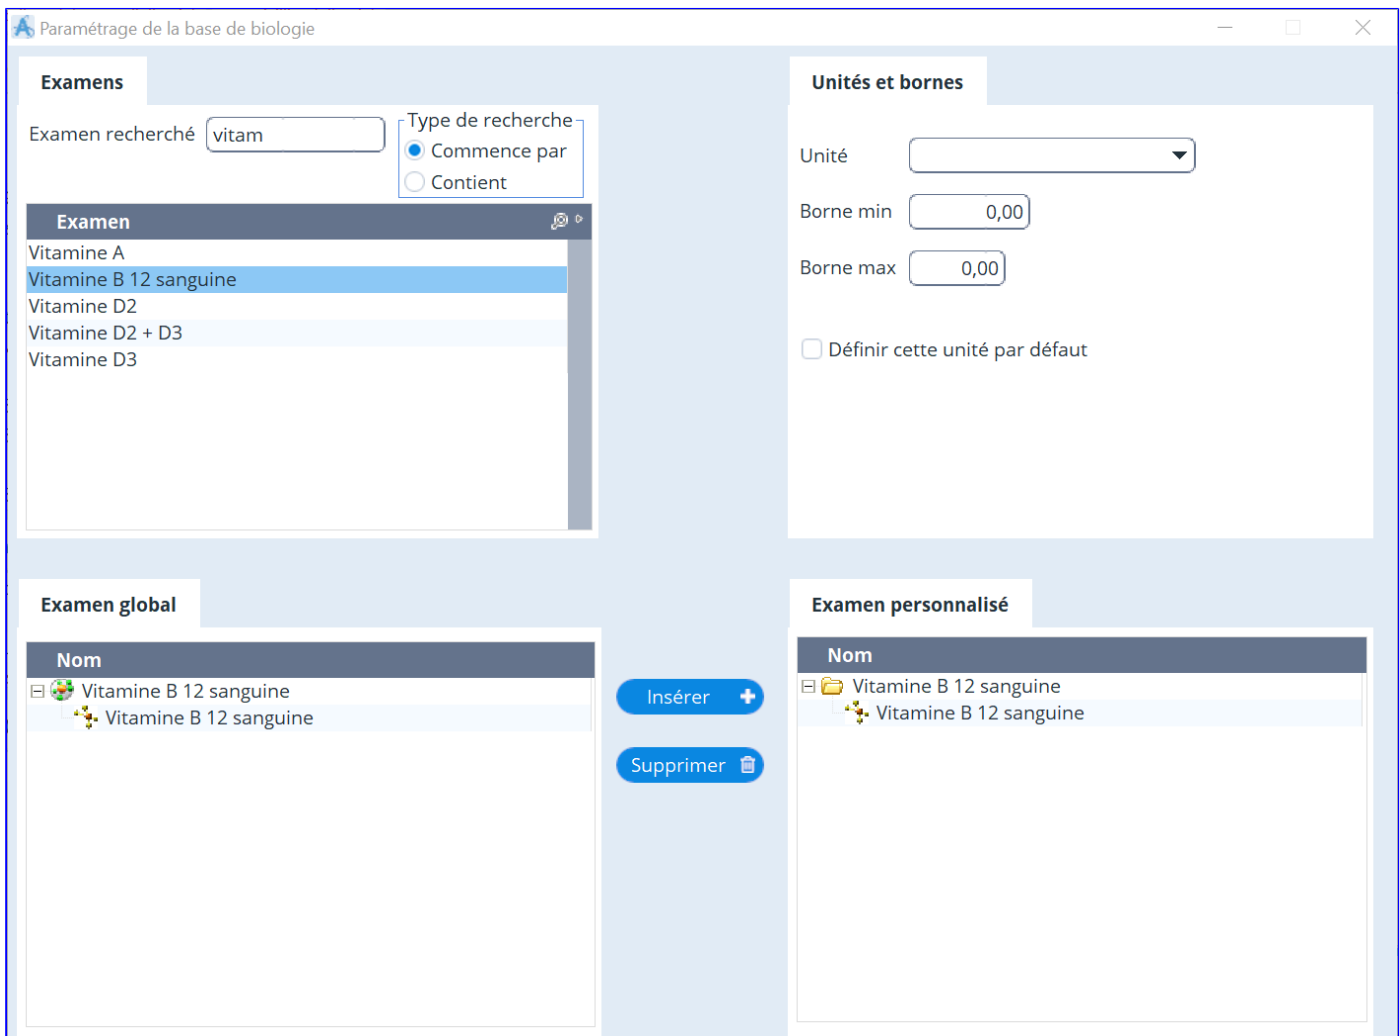 Paramétrage de la base de biologie
Examens
Examen recherché vitam
Type de recherche
Commence par
Contient
Examen
Vitamine A
Vitamine B 12 sanguine
Vitamine D2
Vitamine D2 + D3
Vitamine D3
Unités et bornes
Unité
Borne min 0,00
Borne max 0,00
Définir cette unité par défaut
Examen global
Nom
Vitamine B 12 sanguine
Vitamine B 12 sanguine
Insérer
Supprimer
Examen personnalisé
Nom
Vitamine B 12 sanguine
Vitamine B 12 sanguine